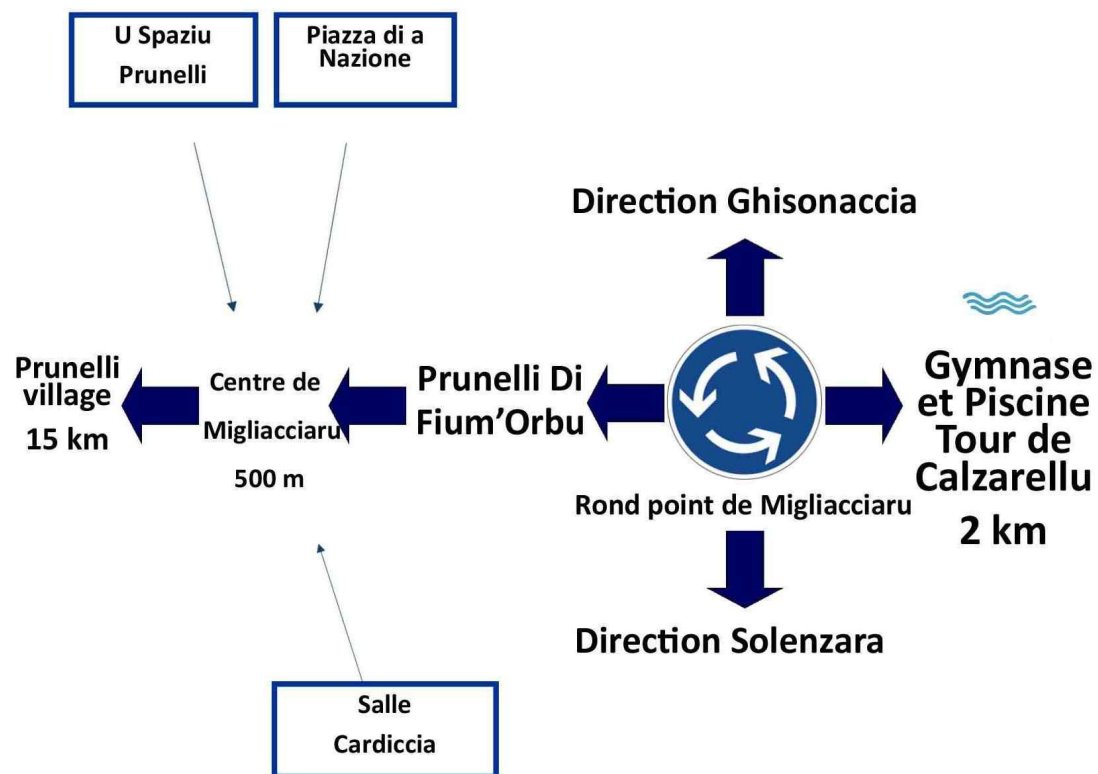 U Spaziu
Prunelli
Piazza di a
Nazione
Direction Ghisonaccia
Prunelli
village
15 km
Centre de
Migliacciaru
500 m
Prunelli Di
Fium’Orbu
Rond point de Migliacciaru
Gymnase
et Piscine
Tour de
Calzarellu
2 km
Direction Solenzara
Salle
Cardiccia